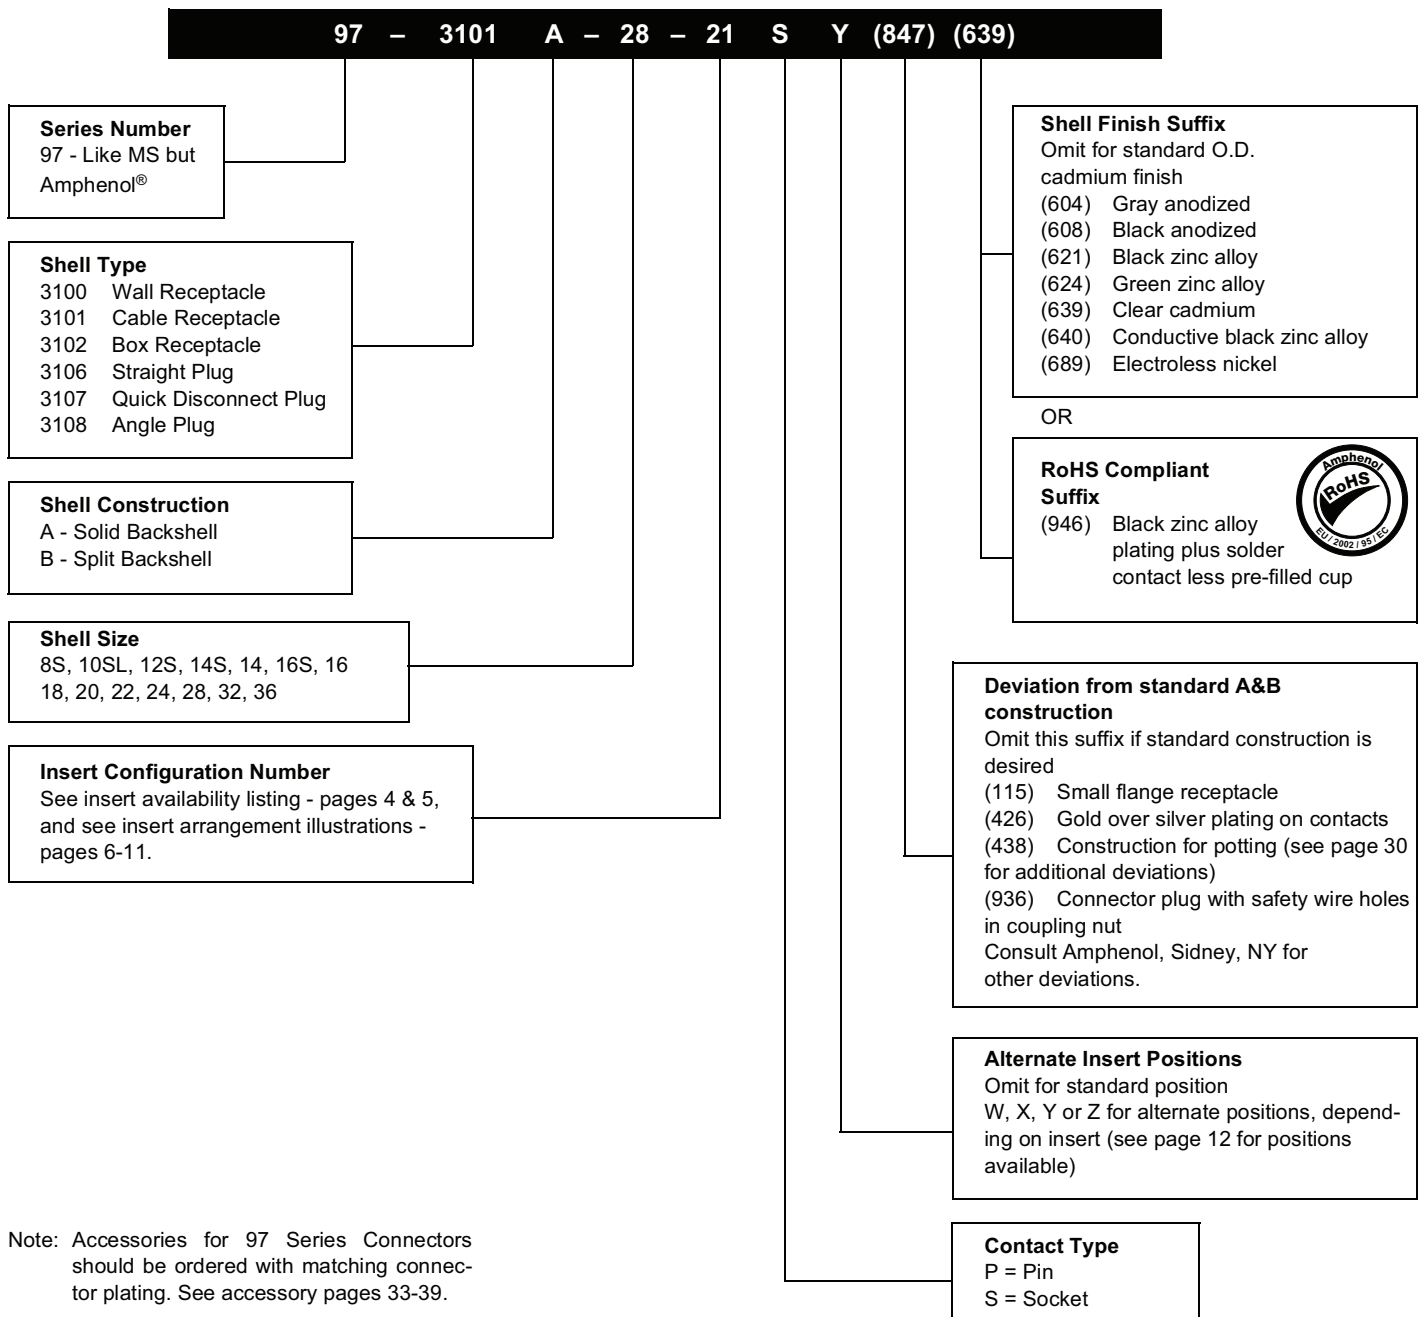 97 – 3101 A – 28 – 21 S Y (847) (639)
Series Number
97 - Like MS but
Amphenol®
Shell Type
3100 Wall Receptacle
3101 Cable Receptacle
3102 Box Receptacle
3106 Straight Plug
3107 Quick Disconnect Plug
3108 Angle Plug
Shell Construction
A - Solid Backshell
B - Split Backshell
Shell Size
8S, 10SL, 12S, 14S, 14, 16S, 16
18, 20, 22, 24, 28, 32, 36
Insert Configuration Number
See insert availability listing - pages 4 & 5,
and see insert arrangement illustrations -
pages 6-11.
Note: Accessories for 97 Series Connectors
should be ordered with matching connec-
tor plating. See accessory pages 33-39.
Shell Finish Suffix
Omit for standard O.D.
cadmium finish
(604) Gray anodized
(608) Black anodized
(621) Black zinc alloy
(624) Green zinc alloy
(639) Clear cadmium
(640) Conductive black zinc alloy
(689) Electroless nickel
OR
RoHS Compliant
Suffix
(946) Black zinc alloy
plating plus solder
contact less pre-filled cup
Amphenol
RoHS
EU / 2002 / 95 / EC
Deviation from standard A&B
construction
Omit this suffix if standard construction is
desired
(115) Small flange receptacle
(426) Gold over silver plating on contacts
(438) Construction for potting (see page 30
for additional deviations)
(936) Connector plug with safety wire holes
in coupling nut
Consult Amphenol, Sidney, NY for
other deviations.
Alternate Insert Positions
Omit for standard position
W, X, Y or Z for alternate positions, depend-
ing on insert (see page 12 for positions
available)
Contact Type
P = Pin
S = Socket